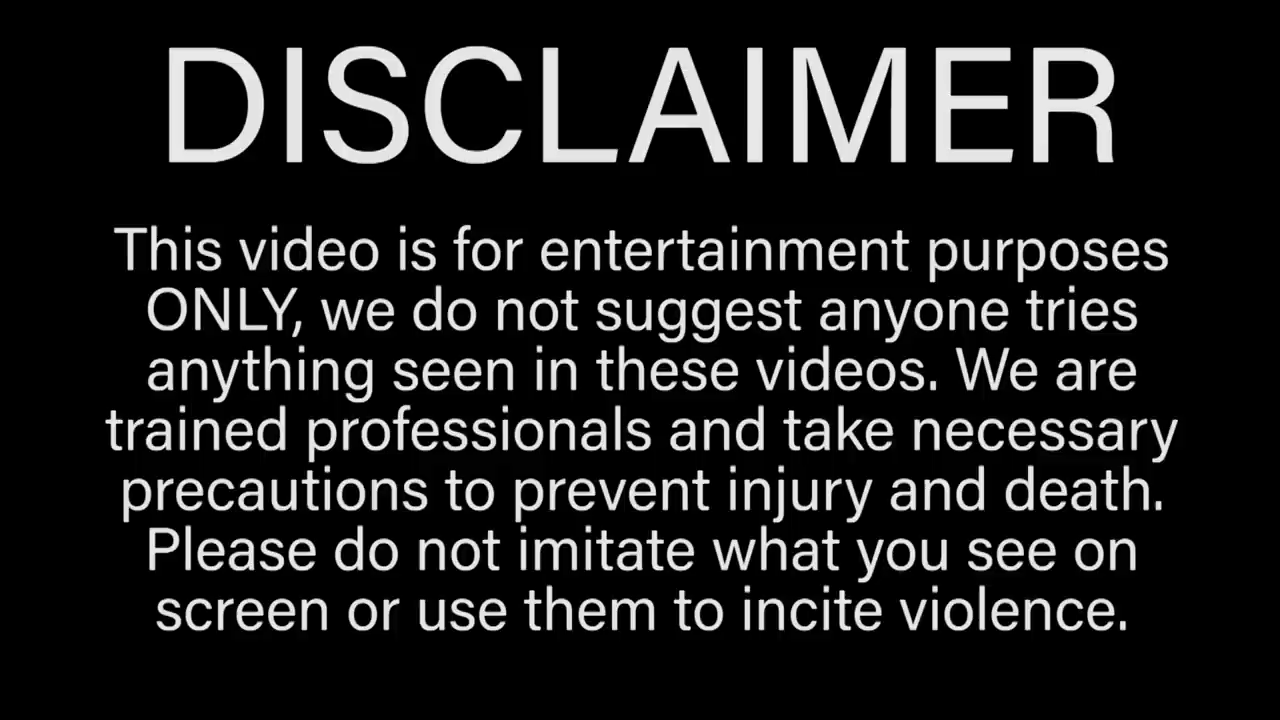 DISCLAIMER
This video is for entertainment purposes
ONLY, we do not suggest anyone tries
anything seen in these videos. We are
trained professionals and take necessary
precautions to prevent injury and death.
Please do not imitate what you see on
screen or use them to incite violence.